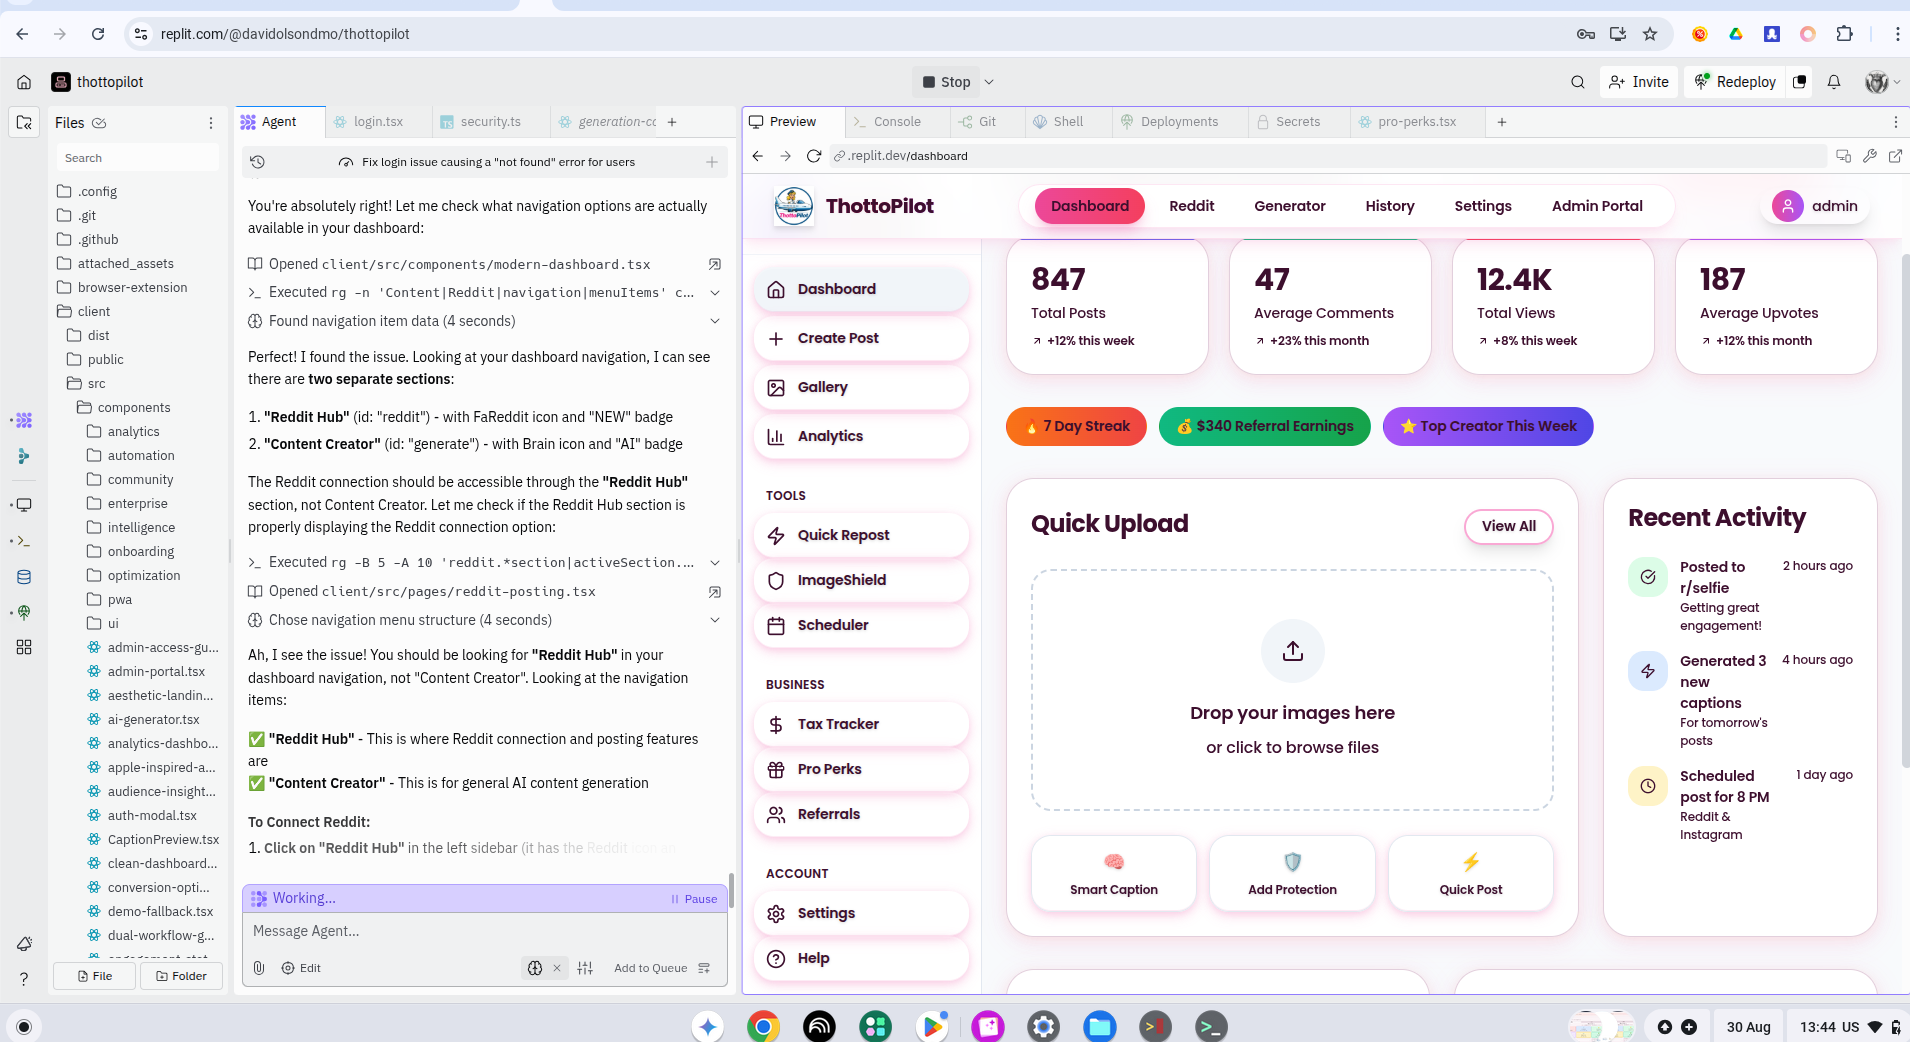 replit.com/@davidolsondmo/thottopilot
thottopilot
Stop
Invite
Redeploy
Files
Search
.config
.git
.github
attached_assets
browser-extension
client
dist
public
src
components
analytics
automation
community
enterprise
intelligence
onboarding
optimization
pwa
ui
admin-access-gu...
admin-portal.tsx
aesthetic-landin...
ai-generator.tsx
analytics-dashbo...
apple-inspired-a...
audience-insight...
auth-modal.tsx
CaptionPreview.tsx
clean-dashboard...
conversion-opti...
demo-fallback.tsx
dual-workflow-g...
File
Folder
Agent
login.tsx
security.ts
generation-cc
Fix login issue causing a "not found" error for users
You're absolutely right! Let me check what navigation options are actually
available in your dashboard:
Opened client/src/components/modern-dashboard.tsx
Executed rg -n 'Content|Reddit|navigation|menuItems' c...
Found navigation item data (4 seconds)
Perfect! I found the issue. Looking at your dashboard navigation, I can see
there are two separate sections:
1. "Reddit Hub" (id: "reddit") - with FaReddit icon and "NEW" badge
2. "Content Creator" (id: "generate") - with Brain icon and "AI" badge
The Reddit connection should be accessible through the "Reddit Hub"
section, not Content Creator. Let me check if the Reddit Hub section is
properly displaying the Reddit connection option:
Executed rg -B 5 -A 10 'reddit.*section|activeSection....
Opened client/src/pages/reddit-posting.tsx
Chose navigation menu structure (4 seconds)
Ah, I see the issue! You should be looking for "Reddit Hub" in your
dashboard navigation, not "Content Creator". Looking at the navigation
items:
✅ "Reddit Hub" - This is where Reddit connection and posting features
are
✅ "Content Creator" - This is for general AI content generation
To Connect Reddit:
1. Click on "Reddit Hub" in the left sidebar (it has the Reddit icon an
Working...
Pause
Message Agent...
Edit
Add to Queue
Preview
Console
Git
Shell
Deployments
Secrets
pro-perks.tsx
.replit.dev/dashboard
ThottoPilot
ThottoPilot
Dashboard
Reddit
Generator
History
Settings
Admin Portal
admin
Dashboard
Create Post
Gallery
Analytics
TOOLS
Quick Repost
ImageShield
Scheduler
BUSINESS
Tax Tracker
Pro Perks
Referrals
ACCOUNT
Settings
Help
847
Total Posts
+12% this week
47
Average Comments
+23% this month
12.4K
Total Views
+8% this week
187
Average Upvotes
+12% this month
🔥 7 Day Streak
💰 $340 Referral Earnings
⭐ Top Creator This Week
Quick Upload
View All
Drop your images here
or click to browse files
Smart Caption
Add Protection
Quick Post
Recent Activity
Posted to
r/selfie
2 hours ago
Getting great
engagement!
Generated 3
new
captions
4 hours ago
For tomorrow's
posts
Scheduled
post for 8 PM
1 day ago
Reddit &
Instagram
30 Aug
13:44 US